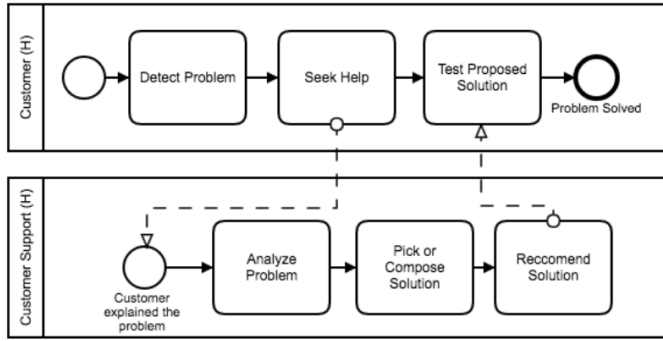 Customer (H)
Detect Problem
Seek Help
Test Proposed
Solution
Problem Solved
Customer Support (H)
Customer
explained the
problem
Analyze
Problem
Pick or
Compose
Solution
Reccomend
Solution